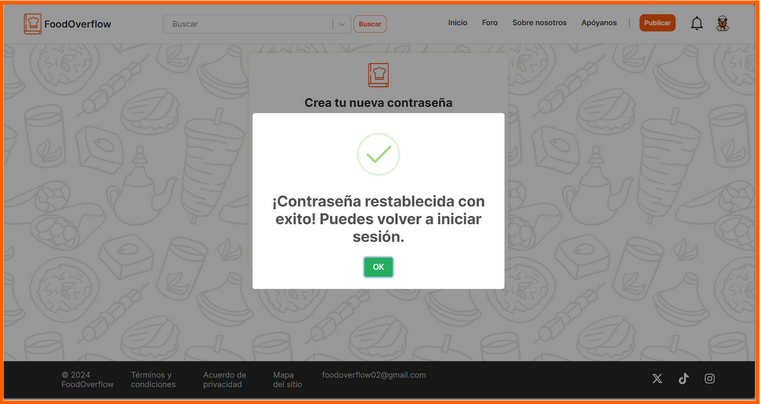 FoodOverflow
Buscar
Buscar
Inicio
Foro
Sobre nosotros
Apóyanos
Publicar
Crea tu nueva contraseña
¡Contraseña restablecida con
exito! Puedes volver a iniciar
sesión.
OK
© 2024
FoodOverflow
Términos y
condiciones
Acuerdo de
privacidad
Mapa
del sitio
foodoverflow02@gmail.com